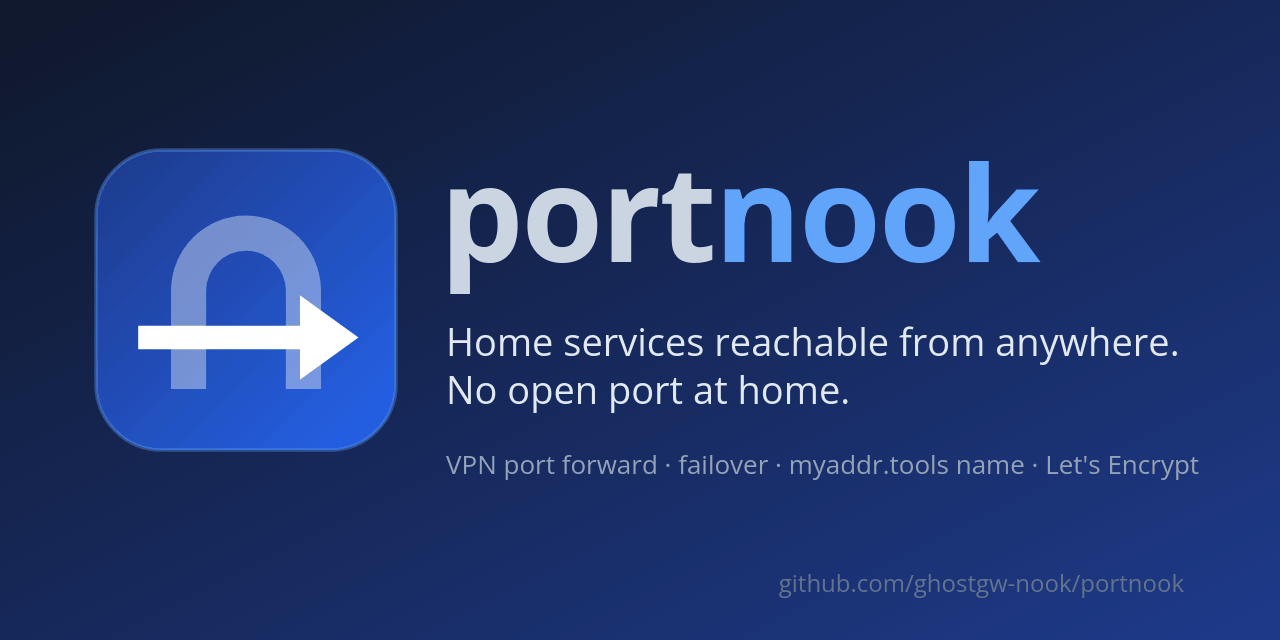 portnook
Home services reachable from anywhere.
No open port at home.
VPN port forward · failover · myaddr.tools name · Let's Encrypt
github.com/ghostgw-nook/portnook